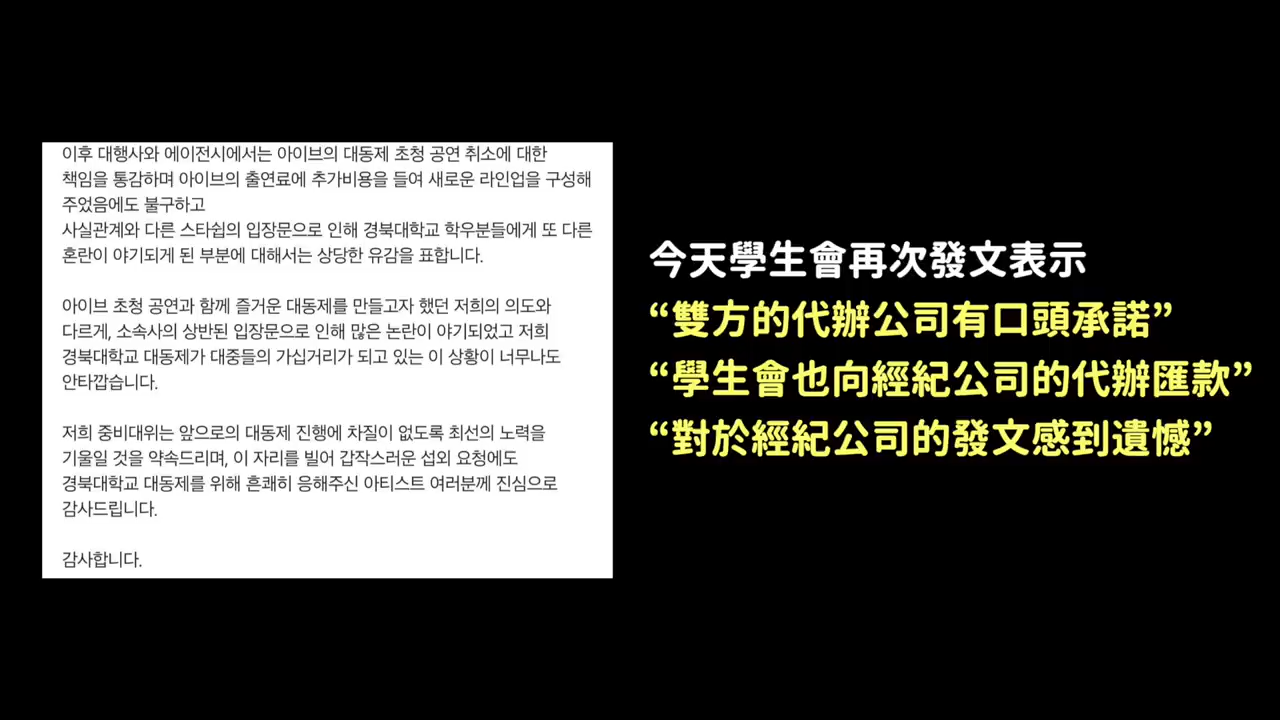 이후 대행사와 에이전시에서는 아이브의 대동제 초청 공연 취소에 대한
책임을 통감하며 아이브의 출연료에 추가비용을 들여 새로운 라인업을 구성해
주었음에도 불구하고
사실관계와 다른 스타쉽의 입장문으로 인해 경북대학교 학우분들에게 또 다른
혼란이 야기되게 된 부분에 대해서는 상당한 유감을 표합니다.
아이브 초청 공연과 함께 즐거운 대동제를 만들고자 했던 저희의 의도와
다르게, 소속사의 상반된 입장문으로 인해 많은 논란이 야기되었고 저희
경북대학교 대동제가 대중들의 가십거리가 되고 있는 이 상황이 너무나도
안타깝습니다.
저희 중비대위는 앞으로의 대동제 진행에 차질이 없도록 최선의 노력을
기울일 것을 약속드리며, 이 자리를 빌어 갑작스러운 섭외 요청에도
경북대학교 대동제를 위해 흔쾌히 응해주신 아티스트 여러분께 진심으로
감사드립니다.
감사합니다.
今天學生會再次發文表示
“雙方的代辦公司有口頭承諾”
“學生會也向經紀公司的代辦匯款”
“對於經紀公司的發文感到遺憾”